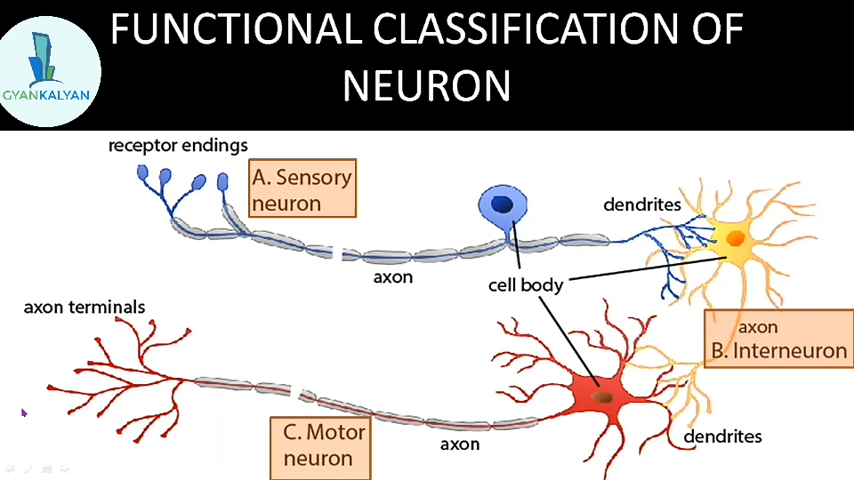 FUNCTIONAL CLASSIFICATION OF
NEURON
GYANKALYAN
receptor endings
A. Sensory
neuron
dendrites
axon
cell body
axon terminals
axon
B. Interneuron
C. Motor
neuron
axon
dendrites